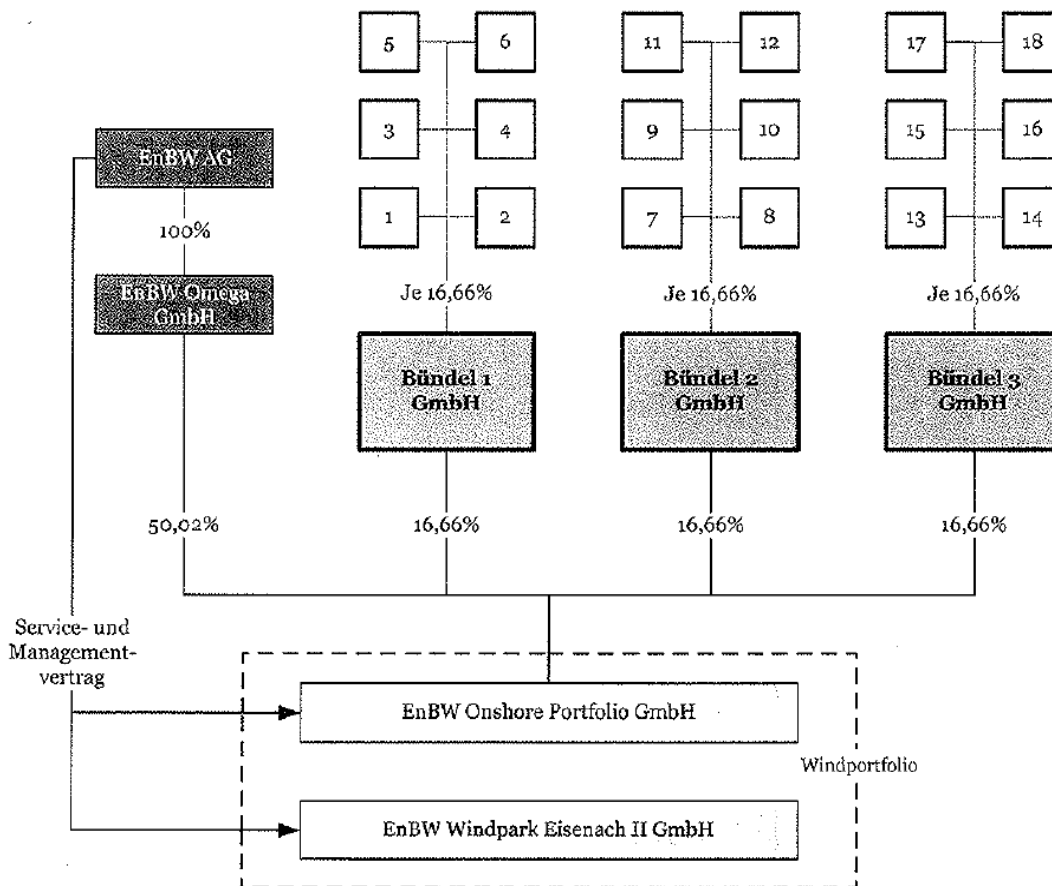 5
6
11
12
17
18
3
4
9
10
15
16
EnBW AG
1
2
7
8
13
14
100%
EnBW Omega
GmbH
Je 16,66%
Je 16,66%
Je 16,66%
Bündel 1
GmbH
Bündel 2
GmbH
Bündel 3
GmbH
50,02%
16,66%
16,66%
16,66%
Service- und
Management-
vertrag
EnBW Onshore Portfolio GmbH
Windportfolio
EnBW Windpark Eisenach II GmbH